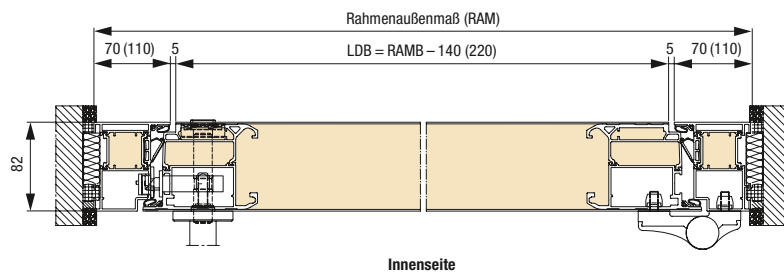 Rahmenaußenmaß (RAM)
70 (110) 5 LDB = RAMB – 140 (220) 5 70 (110)
82
Innenseite